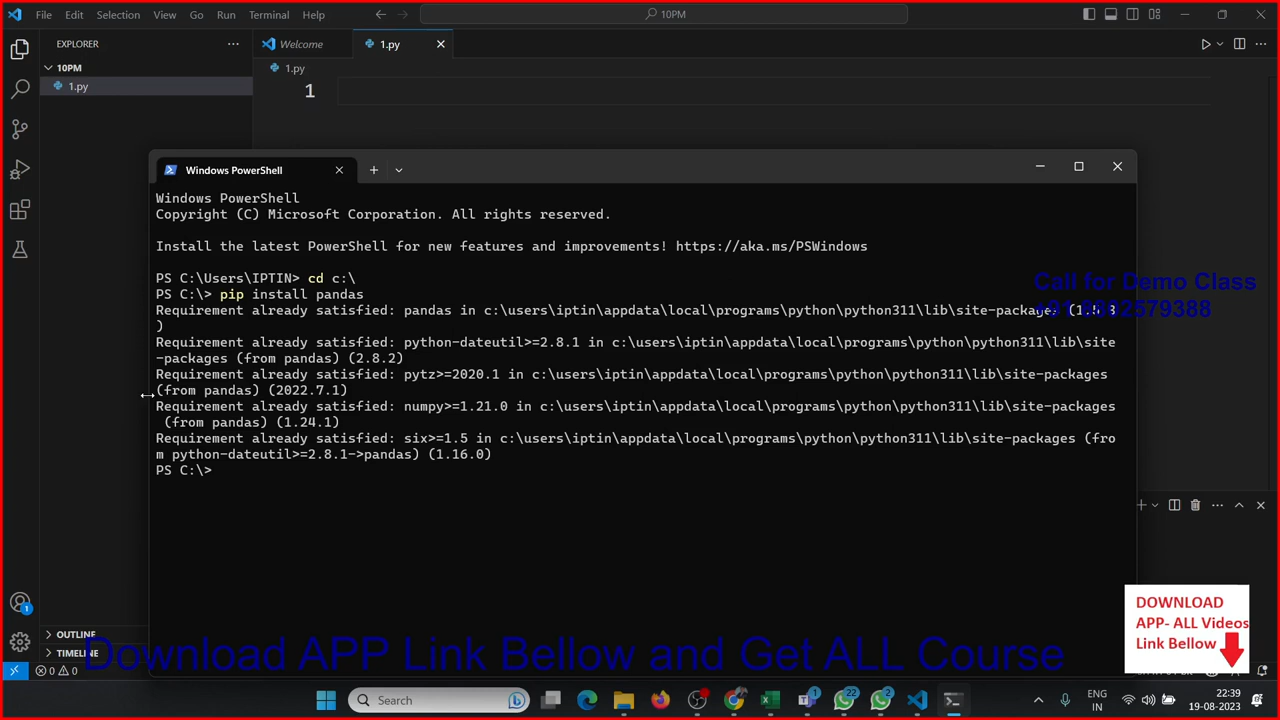 File Edit Selection View Go Run Terminal Help 10PM
EXPLORER
Welcome
1.py
10PM
1.py
1.py
1
Windows PowerShell
Windows PowerShell
Copyright (C) Microsoft Corporation. All rights reserved.
Install the latest PowerShell for new features and improvements! https://aka.ms/PSWindows
PS C:\Users\IPTIN> cd c:\
PS C:\> pip install pandas
Requirement already satisfied: pandas in c:\users\iptin\appdata\local\programs\python\python311\lib\site-packages (1.5.3
)
Requirement already satisfied: python-dateutil>=2.8.1 in c:\users\iptin\appdata\local\programs\python\python311\lib\site
-packages (from pandas) (2.8.2)
Requirement already satisfied: pytz>=2020.1 in c:\users\iptin\appdata\local\programs\python\python311\lib\site-packages
(from pandas) (2022.7.1)
Requirement already satisfied: numpy>=1.21.0 in c:\users\iptin\appdata\local\programs\python\python311\lib\site-packages
(from pandas) (1.24.1)
Requirement already satisfied: six>=1.5 in c:\users\iptin\appdata\local\programs\python\python311\lib\site-packages (fro
m python-dateutil>=2.8.1->pandas) (1.16.0)
PS C:\>
Call for Demo Class
DOWNLOAD
APP- ALL Videos
Link Bellow
OUTLINE
TIMELINE
Download APP Link Bellow and Get ALL Course
0 0
1
Search
1
22
2
ENG
IN
22:39
19-08-2023